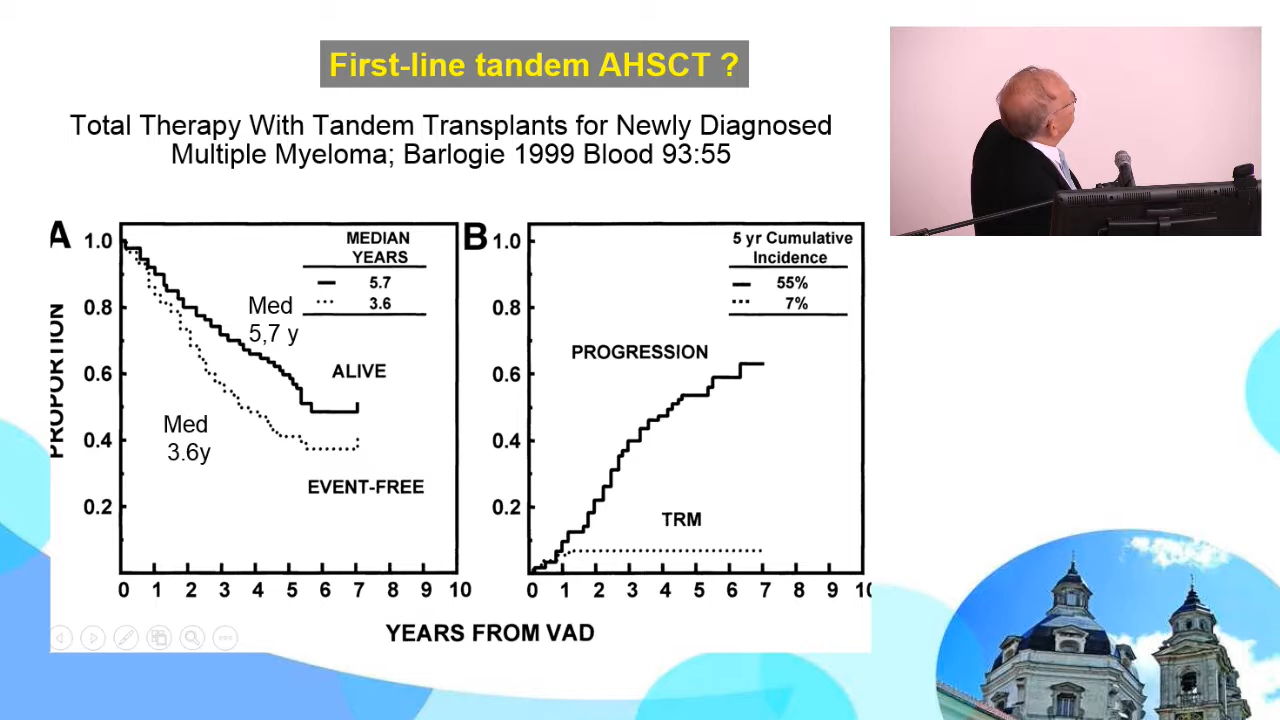 First-line tandem AHSCT ?
Total Therapy With Tandem Transplants for Newly Diagnosed
Multiple Myeloma; Barlogie 1999 Blood 93:55
A
PROPORTION
1.0
0.8
0.6
0.4
0.2
MEDIAN
YEARS
5.7
3.6
Med
5,7 y
ALIVE
Med
3.6y
EVENT-FREE
0 1 2 3 4 5 6 7 8 9 10
B
1.0
0.8
0.6
0.4
0.2
5 yr Cumulative
Incidence
55%
7%
PROGRESSION
TRM
0 1 2 3 4 5 6 7 8 9 10
YEARS FROM VAD